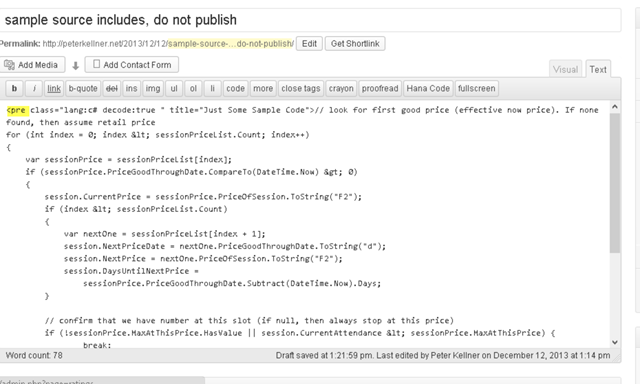 sample source includes, do not publish
Permalink: http://peterkellner.net/2013/12/12/sample-source-…do-not-publish/ Edit Get Shortlink
Add Media Add Contact Form
Visual Text
b i link b-quote del ins img ul ol li code more close tags crayon proofread Hana Code fullscreen
<pre class="lang:c# decode:true " title="Just Some Sample Code">// look for first good price (effective now price). If none
found, then assume retail price
for (int index = 0; index &lt; sessionPriceList.Count; index++)
{
    var sessionPrice = sessionPriceList[index];
    if (sessionPrice.PriceGoodThroughDate.CompareTo(DateTime.Now) &gt; 0)
    {
        session.CurrentPrice = sessionPrice.PriceOfSession.ToString("F2");
        if (index &lt; sessionPriceList.Count)
        {
            var nextOne = sessionPriceList[index + 1];
            session.NextPriceDate = nextOne.PriceGoodThroughDate.ToString("d");
            session.NextPrice = nextOne.PriceOfSession.ToString("F2");
            session.DaysUntilNextPrice =
                sessionPrice.PriceGoodThroughDate.Subtract(DateTime.Now).Days;
        }
        // confirm that we have number at this slot (if null, then always stop at this price)
        if (!sessionPrice.MaxAtThisPrice.HasValue || session.CurrentAttendance &lt; sessionPrice.MaxAtThisPrice) {
                break;
Word count: 78 Draft saved at 1:21:59 pm. Last edited by Peter Kellner on December 12, 2013 at 1:14 pm